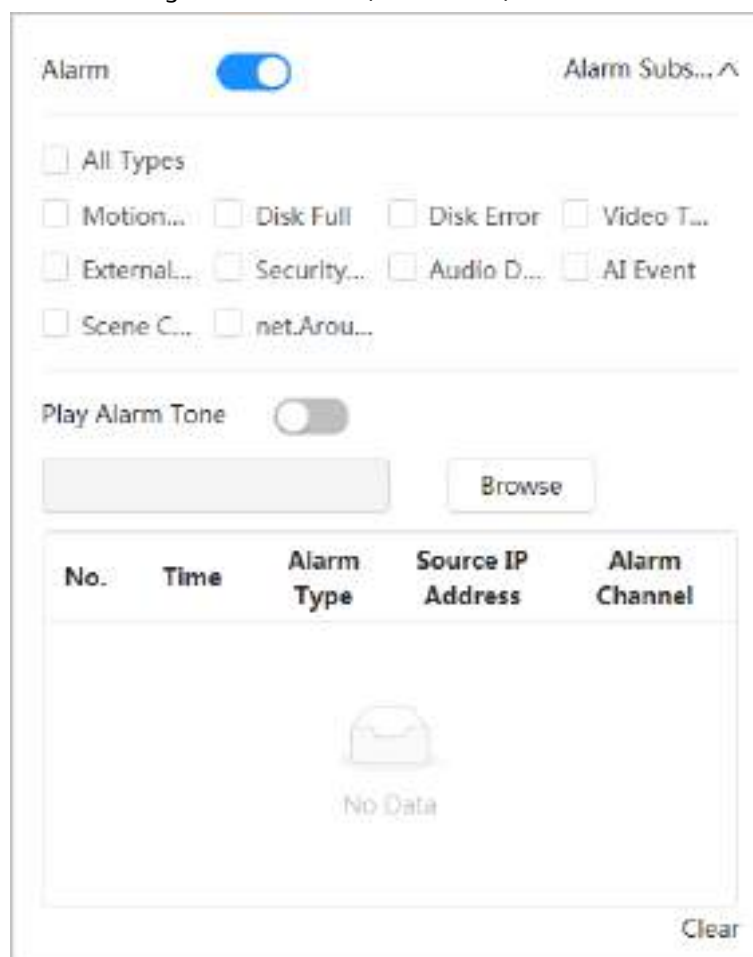 Alarm Alarm Subs...
All Types
Motion... Disk Full Disk Error Video T...
External... Security... Audio D... AI Event
Scene C... net.Arou...
Play Alarm Tone
Browse
No. Time Alarm Type Source IP Address Alarm Channel
No Data
Clear